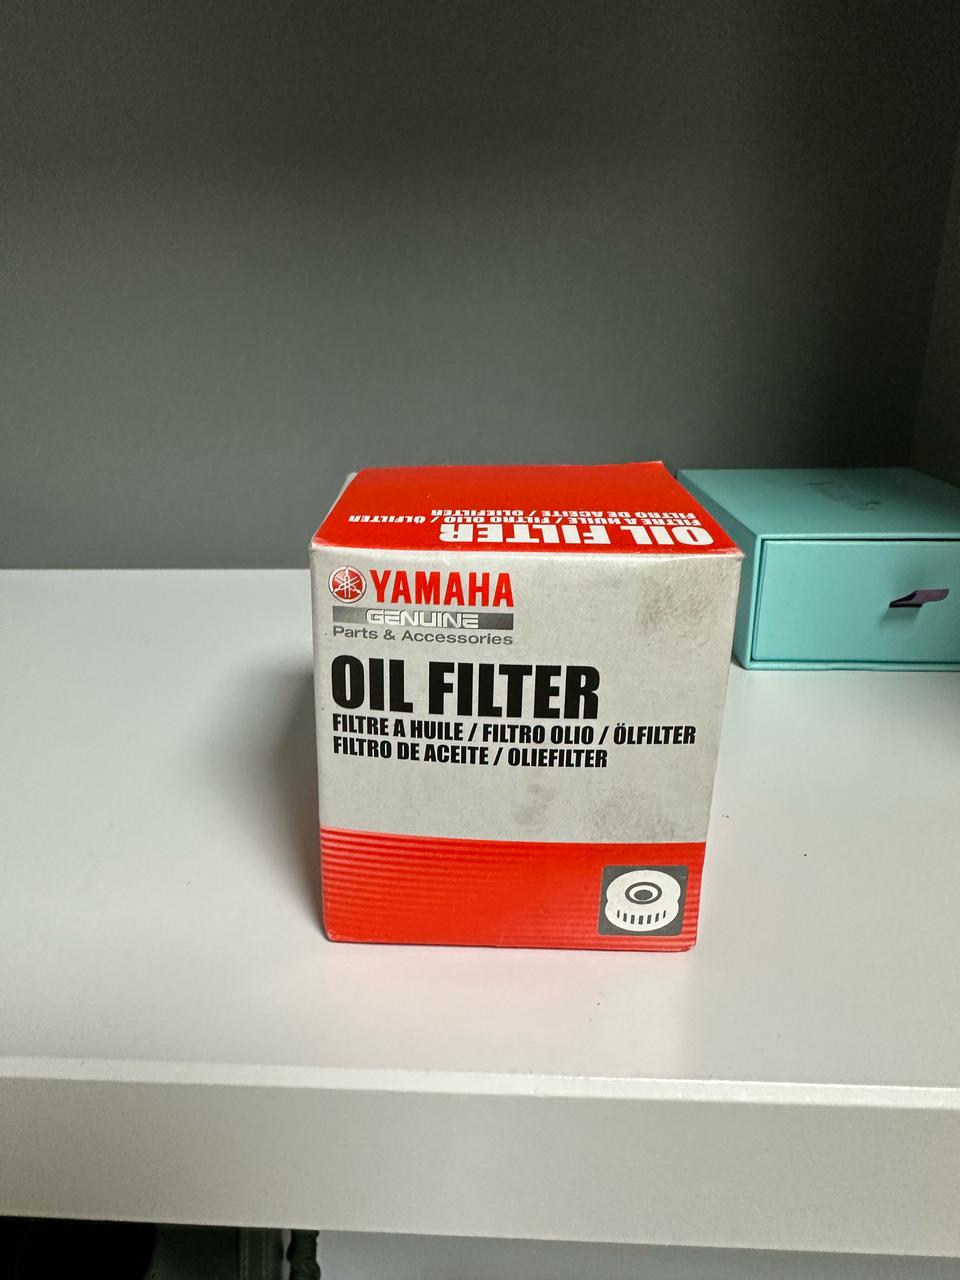 OIL FILTER
FILTRE A HUILE / FILTRO OLIO / ÖLFILTER
FILTRO DE ACEITE / OLIEFILTER
YAMAHA
GENUINE
Parts & Accessories
OIL FILTER
FILTRE A HUILE / FILTRO OLIO / ÖLFILTER
FILTRO DE ACEITE / OLIEFILTER